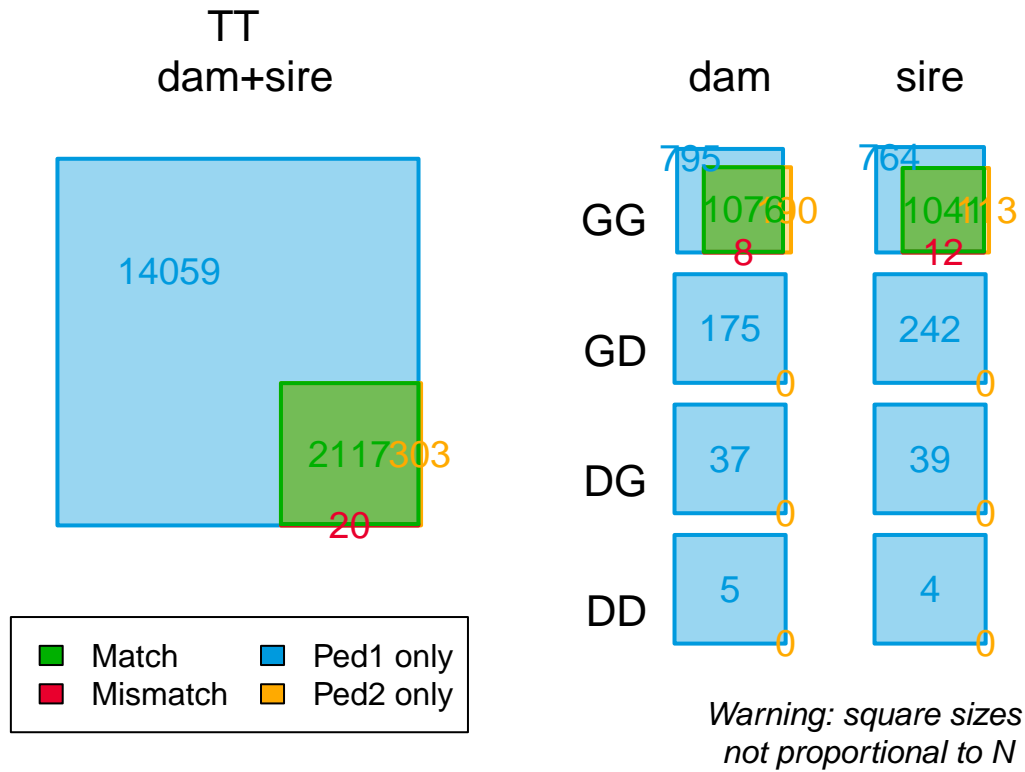 TT
dam+sire
dam
sire
14059
2117
303
20
GG
795
1076
190
8
764
1041
113
12
GD
175
0
242
0
DG
37
0
39
0
DD
5
0
4
0
Match
Ped1 only
Mismatch
Ped2 only
Warning: square sizes
not proportional to N